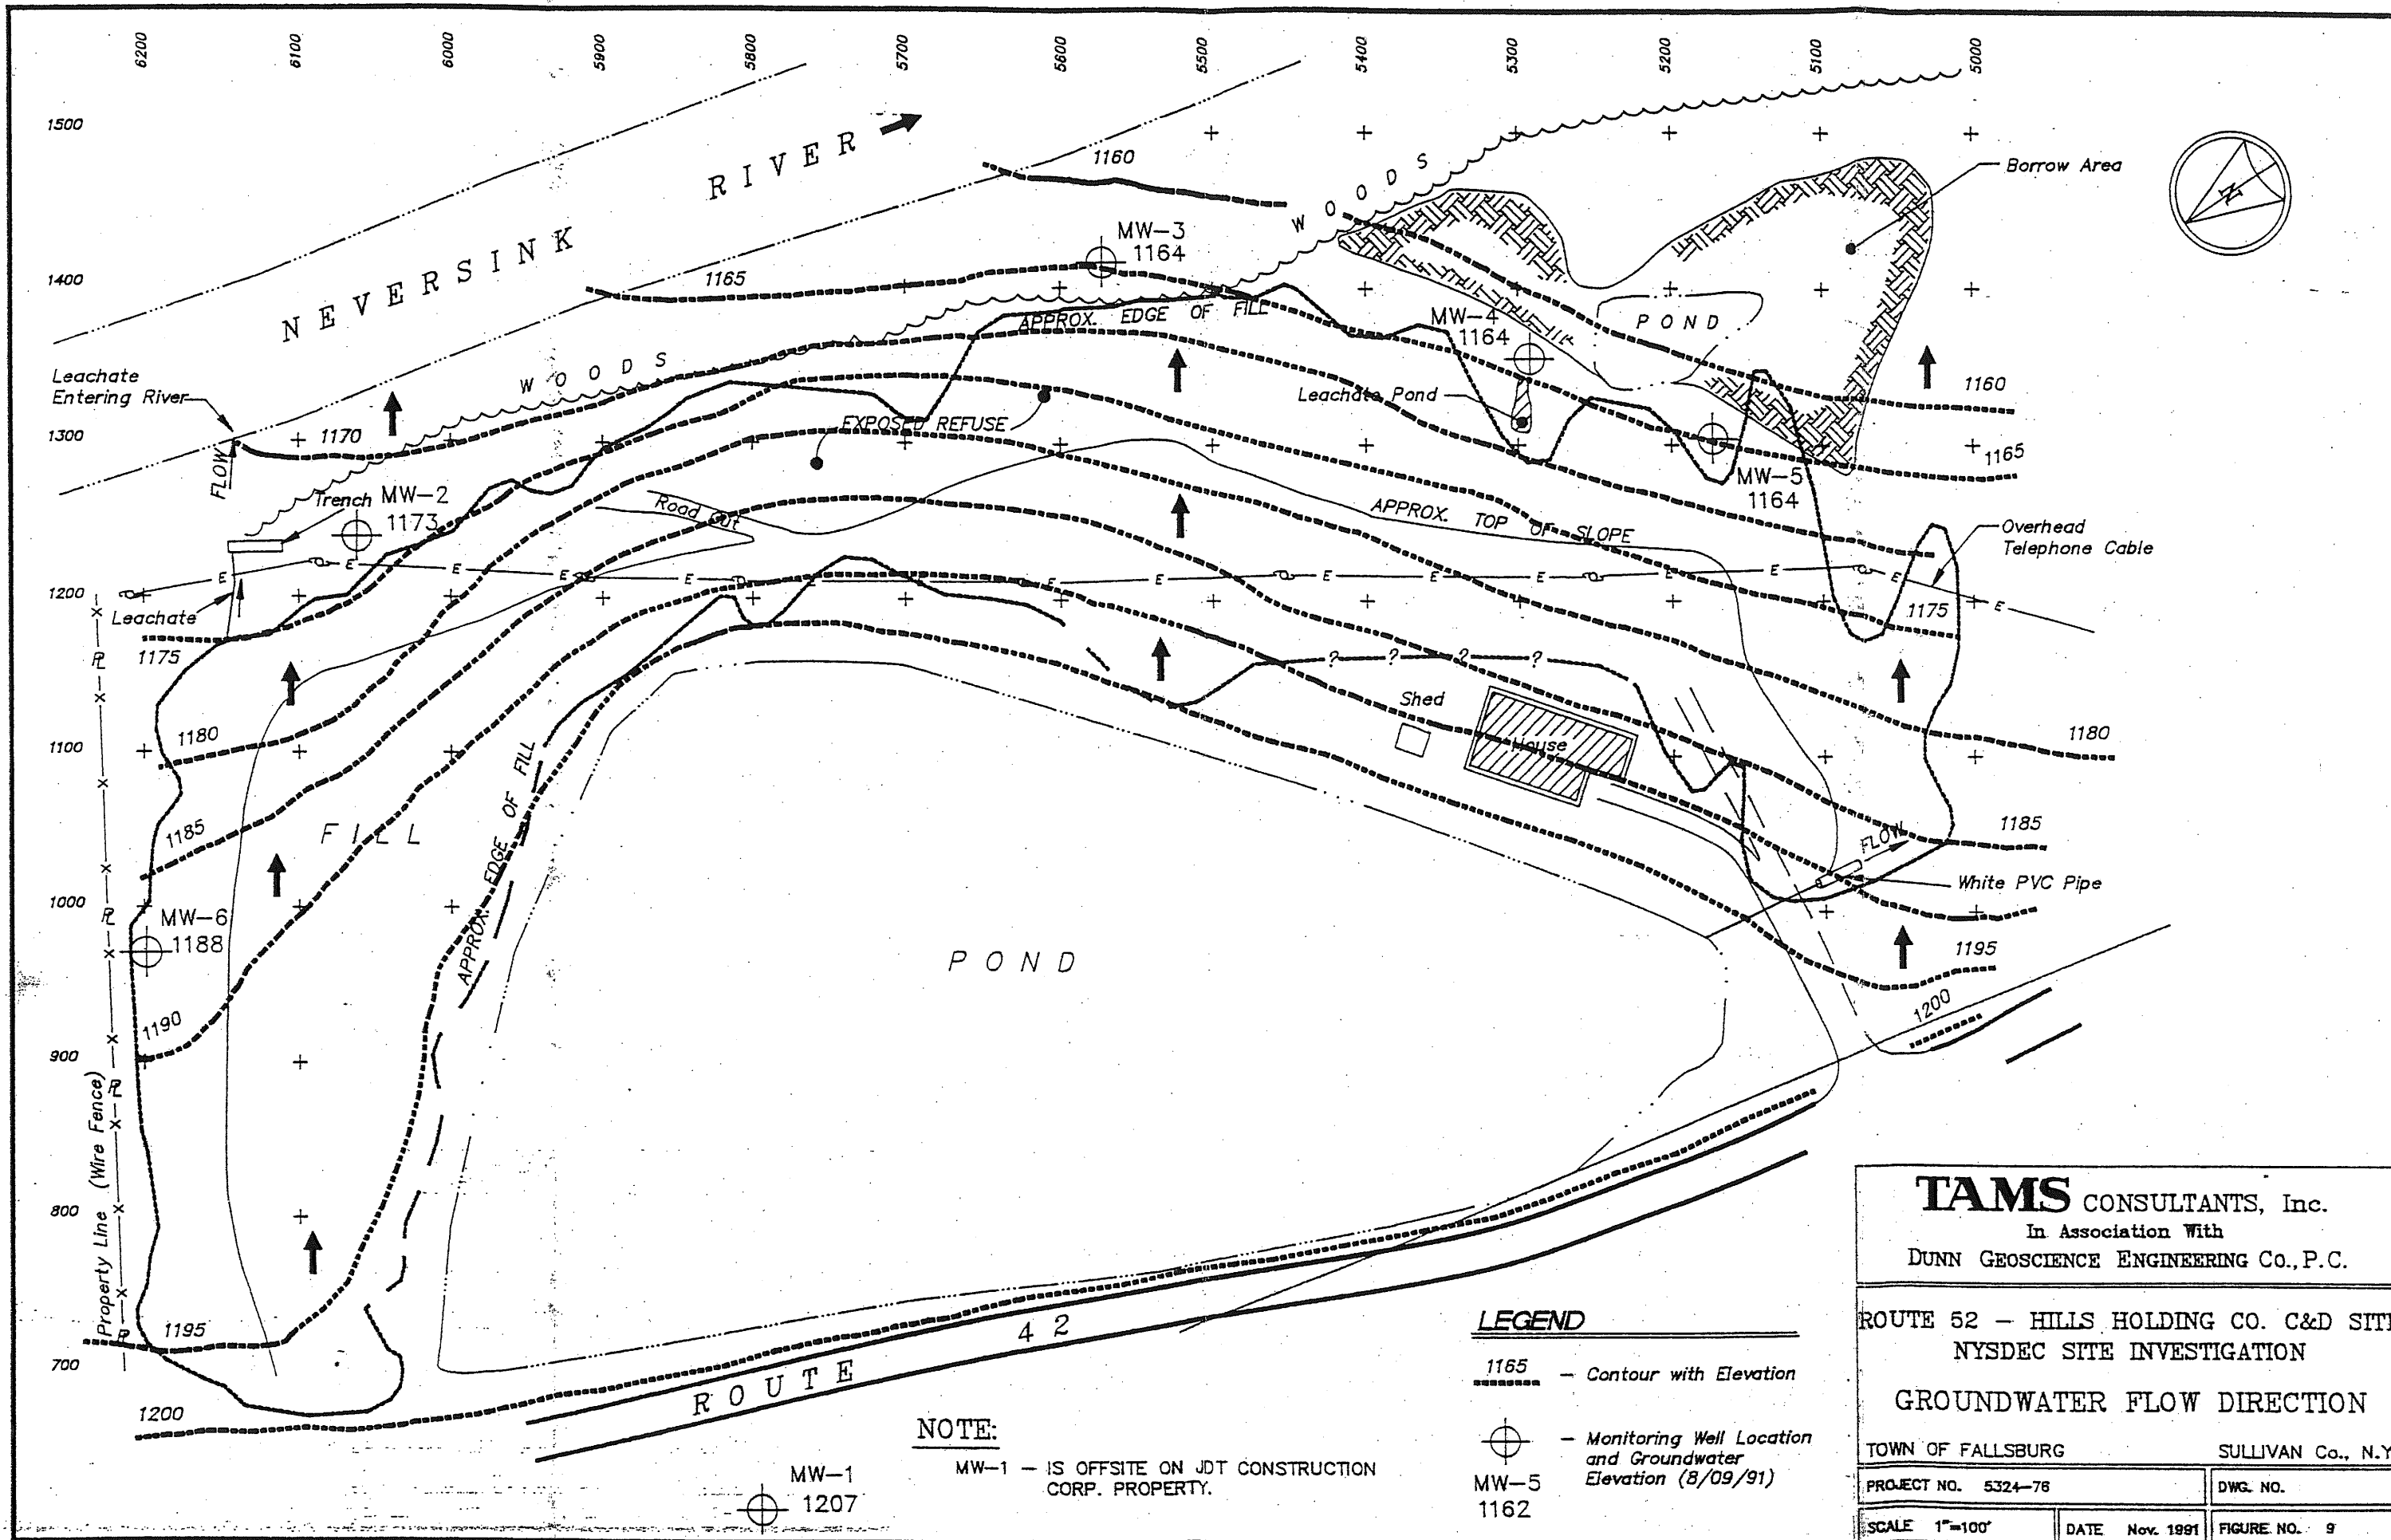 6200 6100 6000 5900 5800 5700 5600 5500 5400 5300 5200 5100 5000
1500
1400
1300
1200
1100
1000
900
800
700
NEVERSINK RIVER
1160
WOODS
Borrow Area
N
MW-3
1164
1165
APPROX. EDGE OF FILL
MW-4
1164
POND
Leachate
Entering River
WOODS
Leachate Pond
1160
1170
EXPOSED REFUSE
FLOW
1165
Trench
MW-2
1173
Road Cut
MW-5
1164
APPROX. TOP OF SLOPE
Overhead
Telephone Cable
E E E E E E E E E E E E E
Leachate
1175
1175
PL
? ? ? ?
Shed
1180
1180
House
1185
FILL
APPROX. EDGE OF FILL
1185
FLOW
White PVC Pipe
PL
MW-6
1188
POND
1195
1190
1200
PL
Property Line (Wire Fence)
PL
1195
1200
ROUTE 42
MW-1
1207
NOTE:
MW-1 - IS OFFSITE ON JDT CONSTRUCTION
CORP. PROPERTY.
LEGEND
1165
- Contour with Elevation
- Monitoring Well Location
and Groundwater
Elevation (8/09/91)
MW-5
1162
TAMS CONSULTANTS, Inc.
In Association With
DUNN GEOSCIENCE ENGINEERING Co., P.C.
ROUTE 52 - HILLS HOLDING CO. C&D SITE
NYSDEC SITE INVESTIGATION
GROUNDWATER FLOW DIRECTION
TOWN OF FALLSBURG SULLIVAN Co., N.Y
PROJECT NO. 5324-76 DWG. NO.
SCALE 1"=100' DATE Nov. 1991 FIGURE NO. 9